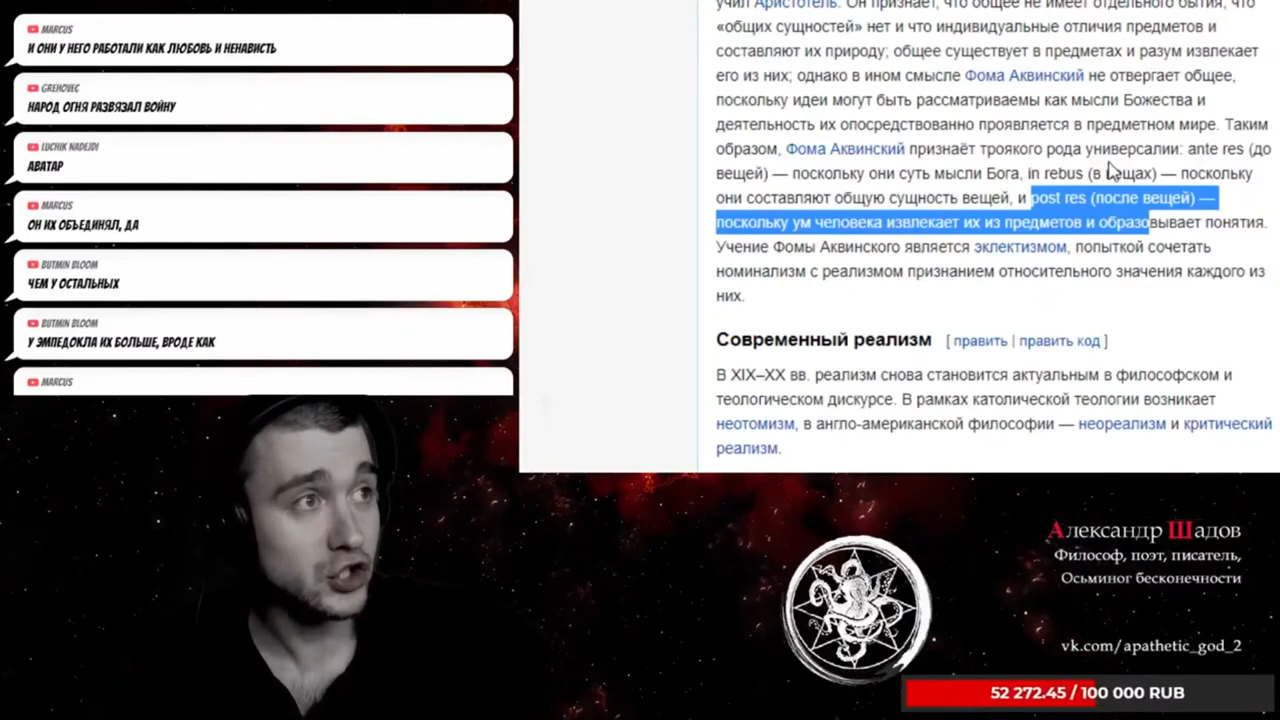 MARCUS
И ОНИ У НЕГО РАБОТАЛИ КАК ЛЮБОВЬ И НЕНАВИСТЬ
GREHOVEC
НАРОД ОГНЯ РАЗВЯЗАЛ ВОЙНУ
LUCHIK NADEJDI
АВАТАР
MARCUS
ОН ИХ ОБЪЕДИНЯЛ, ДА
BUTMIN BLOOM
ЧЕМ У ОСТАЛЬНЫХ
BUTMIN BLOOM
У ЭМПЕДОКЛА ИХ БОЛЬШЕ, ВРОДЕ КАК
MARCUS
учил Аристотель. Он признаёт, что общее не имеет отдельного бытия, что
«общих сущностей» нет и что индивидуальные отличия предметов и
составляют их природу; общее существует в предметах и разум извлекает
его из них; однако в ином смысле Фома Аквинский не отвергает общее,
поскольку идеи могут быть рассматриваемы как мысли Божества и
деятельность их опосредствованно проявляется в предметном мире. Таким
образом, Фома Аквинский признаёт троякого рода универсалии: ante res (до
вещей) — поскольку они суть мысли Бога, in rebus (в вещах) — поскольку
они составляют общую сущность вещей, и post res (после вещей) —
поскольку ум человека извлекает их из предметов и образовывает понятия.
Учение Фомы Аквинского является эклектизмом, попыткой сочетать
номинализм с реализмом признанием относительного значения каждого из
них.
Современный реализм [ править | править код ]
В XIX–XX вв. реализм снова становится актуальным в философском и
теологическом дискурсе. В рамках католической теологии возникает
неотомизм, в англо-американской философии — неореализм и критический
реализм.
Александр Шадов
Философ, поэт, писатель,
Осьминог бесконечности
vk.com/apathetic_god_2
52 272.45 / 100 000 RUB